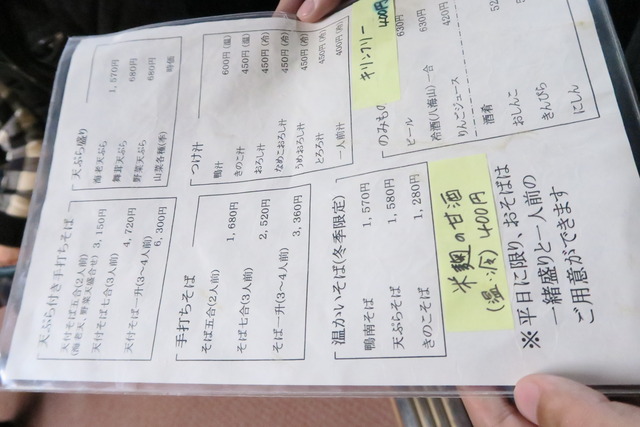 天ぷら付き手打ちそば
天付そば五合(2人前) 3,150円
(海老天、野菜天盛合せ)
天付そば七合(3人前) 4,720円
天付そば一升(3〜4人前) 6,300円
天ぷら盛り
海老天ぷら 1,570円
舞茸天ぷら 680円
野菜天ぷら 680円
山菜各種(季) 時価
手打ちそば
そば五合(2人前) 1,680円
そば七合(3人前) 2,520円
そば一升(3〜4人前) 3,360円
つけ汁
鴨汁 600円(温)
きのこ汁 450円(温)
おろし汁 450円(冷)
なめこおろし汁 450円(冷)
うめおろし汁 450円(冷)
とろろ汁 450円(冷)
一人前汁 400円(冷)
温かいそば(冬季限定)
鴨南そば 1,570円
天ぷらそば 1,580円
きのこそば 1,280円
のみもの
キリンフリー 400円
ビール 630円
冷酒(八海山)一合 630円
りんごジュース 420円
酒肴
おしんこ
きんぴら
にしん
米麹の甘酒
(温・冷) 400円
※平日に限り、おそばは
一緒盛りと一人前の
ご用意ができます